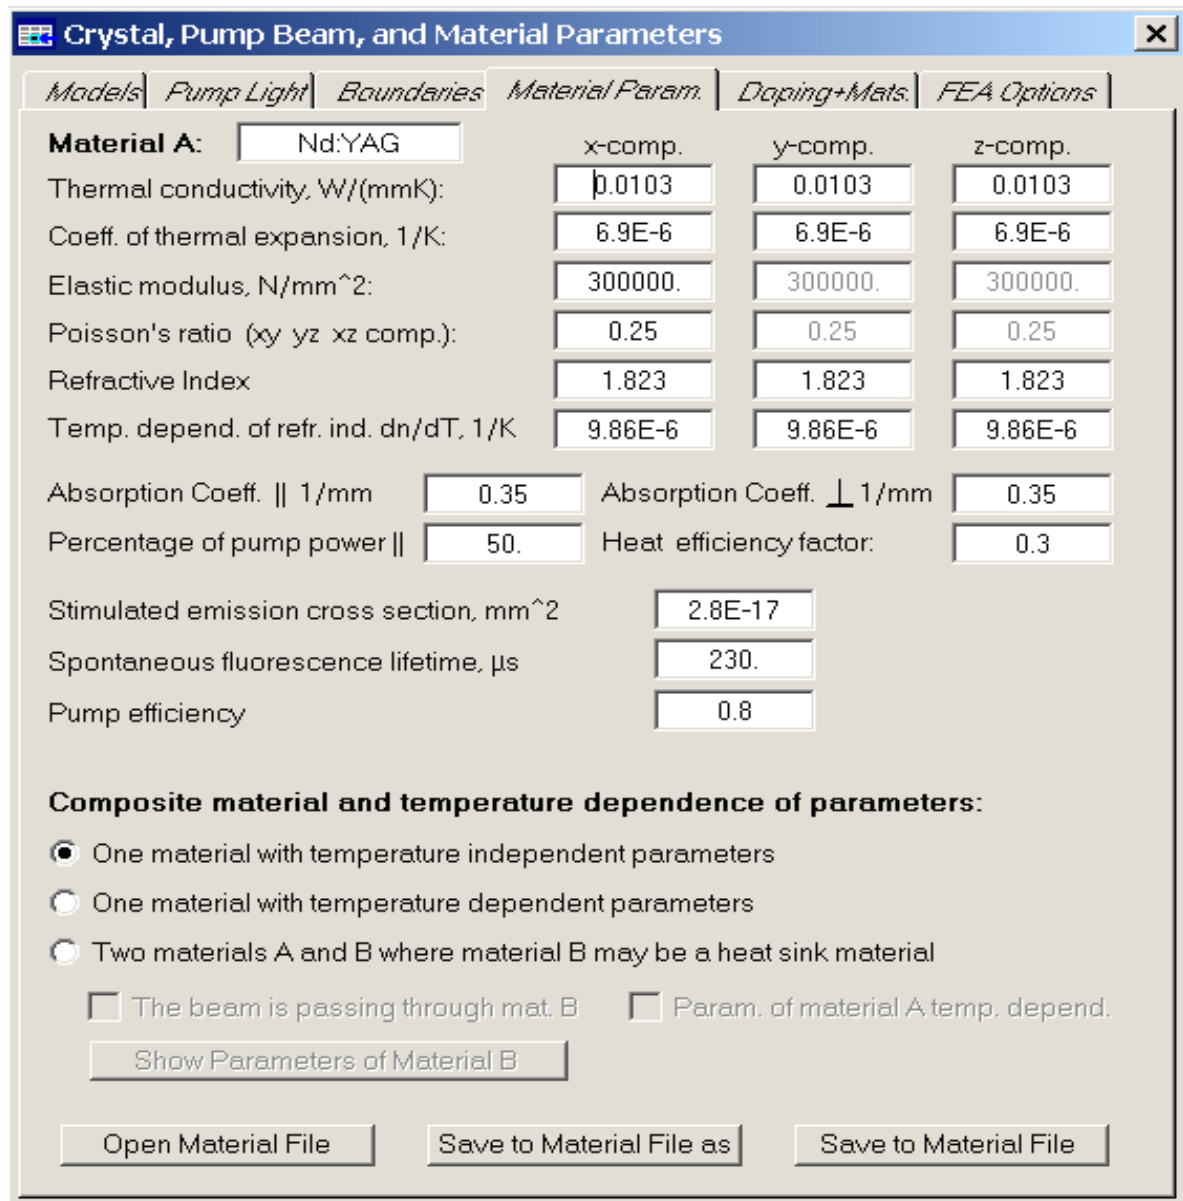 Crystal, Pump Beam, and Material Parameters
Models Pump Light Boundaries Material Param. Doping+Mats. FEA Options
Material A: Nd:YAG x-comp. y-comp. z-comp.
Thermal conductivity, W/(mmK): 0.0103 0.0103 0.0103
Coeff. of thermal expansion, 1/K: 6.9E-6 6.9E-6 6.9E-6
Elastic modulus, N/mm^2: 300000. 300000. 300000.
Poisson's ratio (xy yz xz comp.): 0.25 0.25 0.25
Refractive Index 1.823 1.823 1.823
Temp. depend. of refr. ind. dn/dT, 1/K 9.86E-6 9.86E-6 9.86E-6
Absorption Coeff. || 1/mm 0.35 Absorption Coeff. ⊥ 1/mm 0.35
Percentage of pump power || 50. Heat efficiency factor: 0.3
Stimulated emission cross section, mm^2 2.8E-17
Spontaneous fluorescence lifetime, µs 230.
Pump efficiency 0.8
Composite material and temperature dependence of parameters:
One material with temperature independent parameters
One material with temperature dependent parameters
Two materials A and B where material B may be a heat sink material
The beam is passing through mat. B Param. of material A temp. depend.
Show Parameters of Material B
Open Material File Save to Material File as Save to Material File